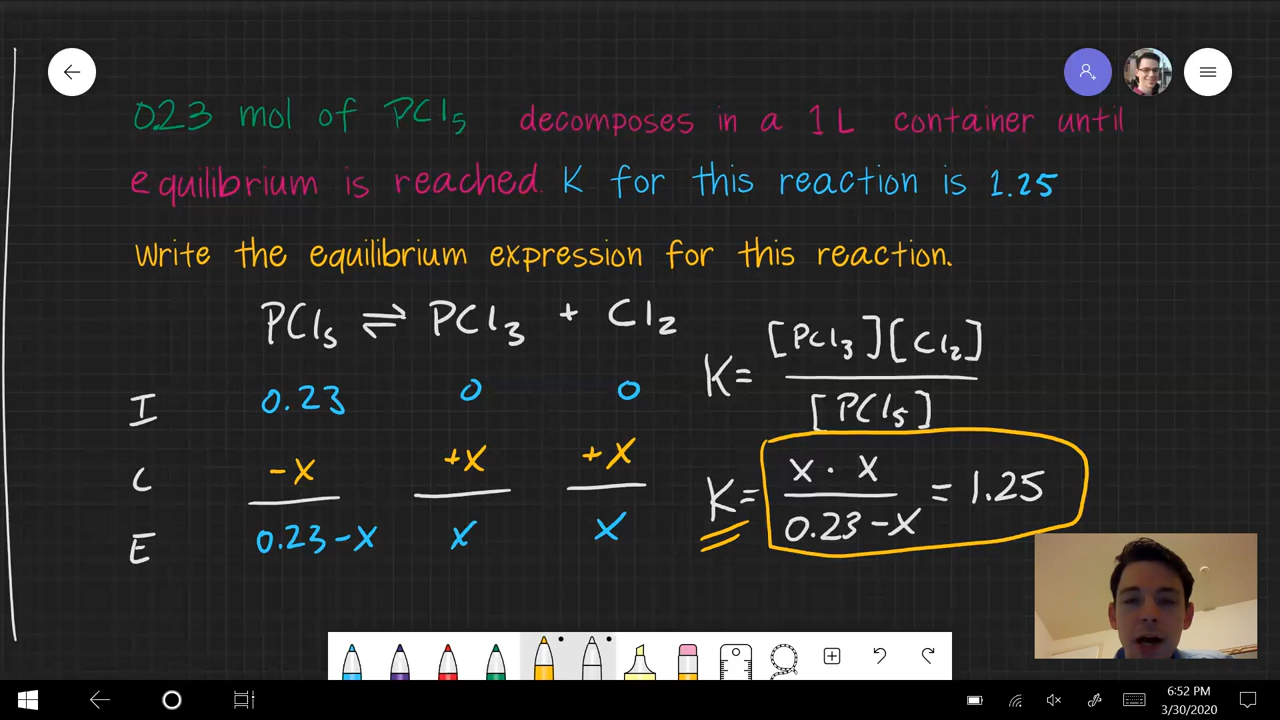 0.23 mol of PCl₅ decomposes in a 1 L container until
equilibrium is reached. K for this reaction is 1.25
Write the equilibrium expression for this reaction.
PCl₅ ⇌ PCl₃ + Cl₂
K = [PCl₃][Cl₂] / [PCl₅]
I 0.23 0 0
C -x +x +x
E 0.23-x x x
K = x · x / 0.23-x = 1.25
6:52 PM
3/30/2020